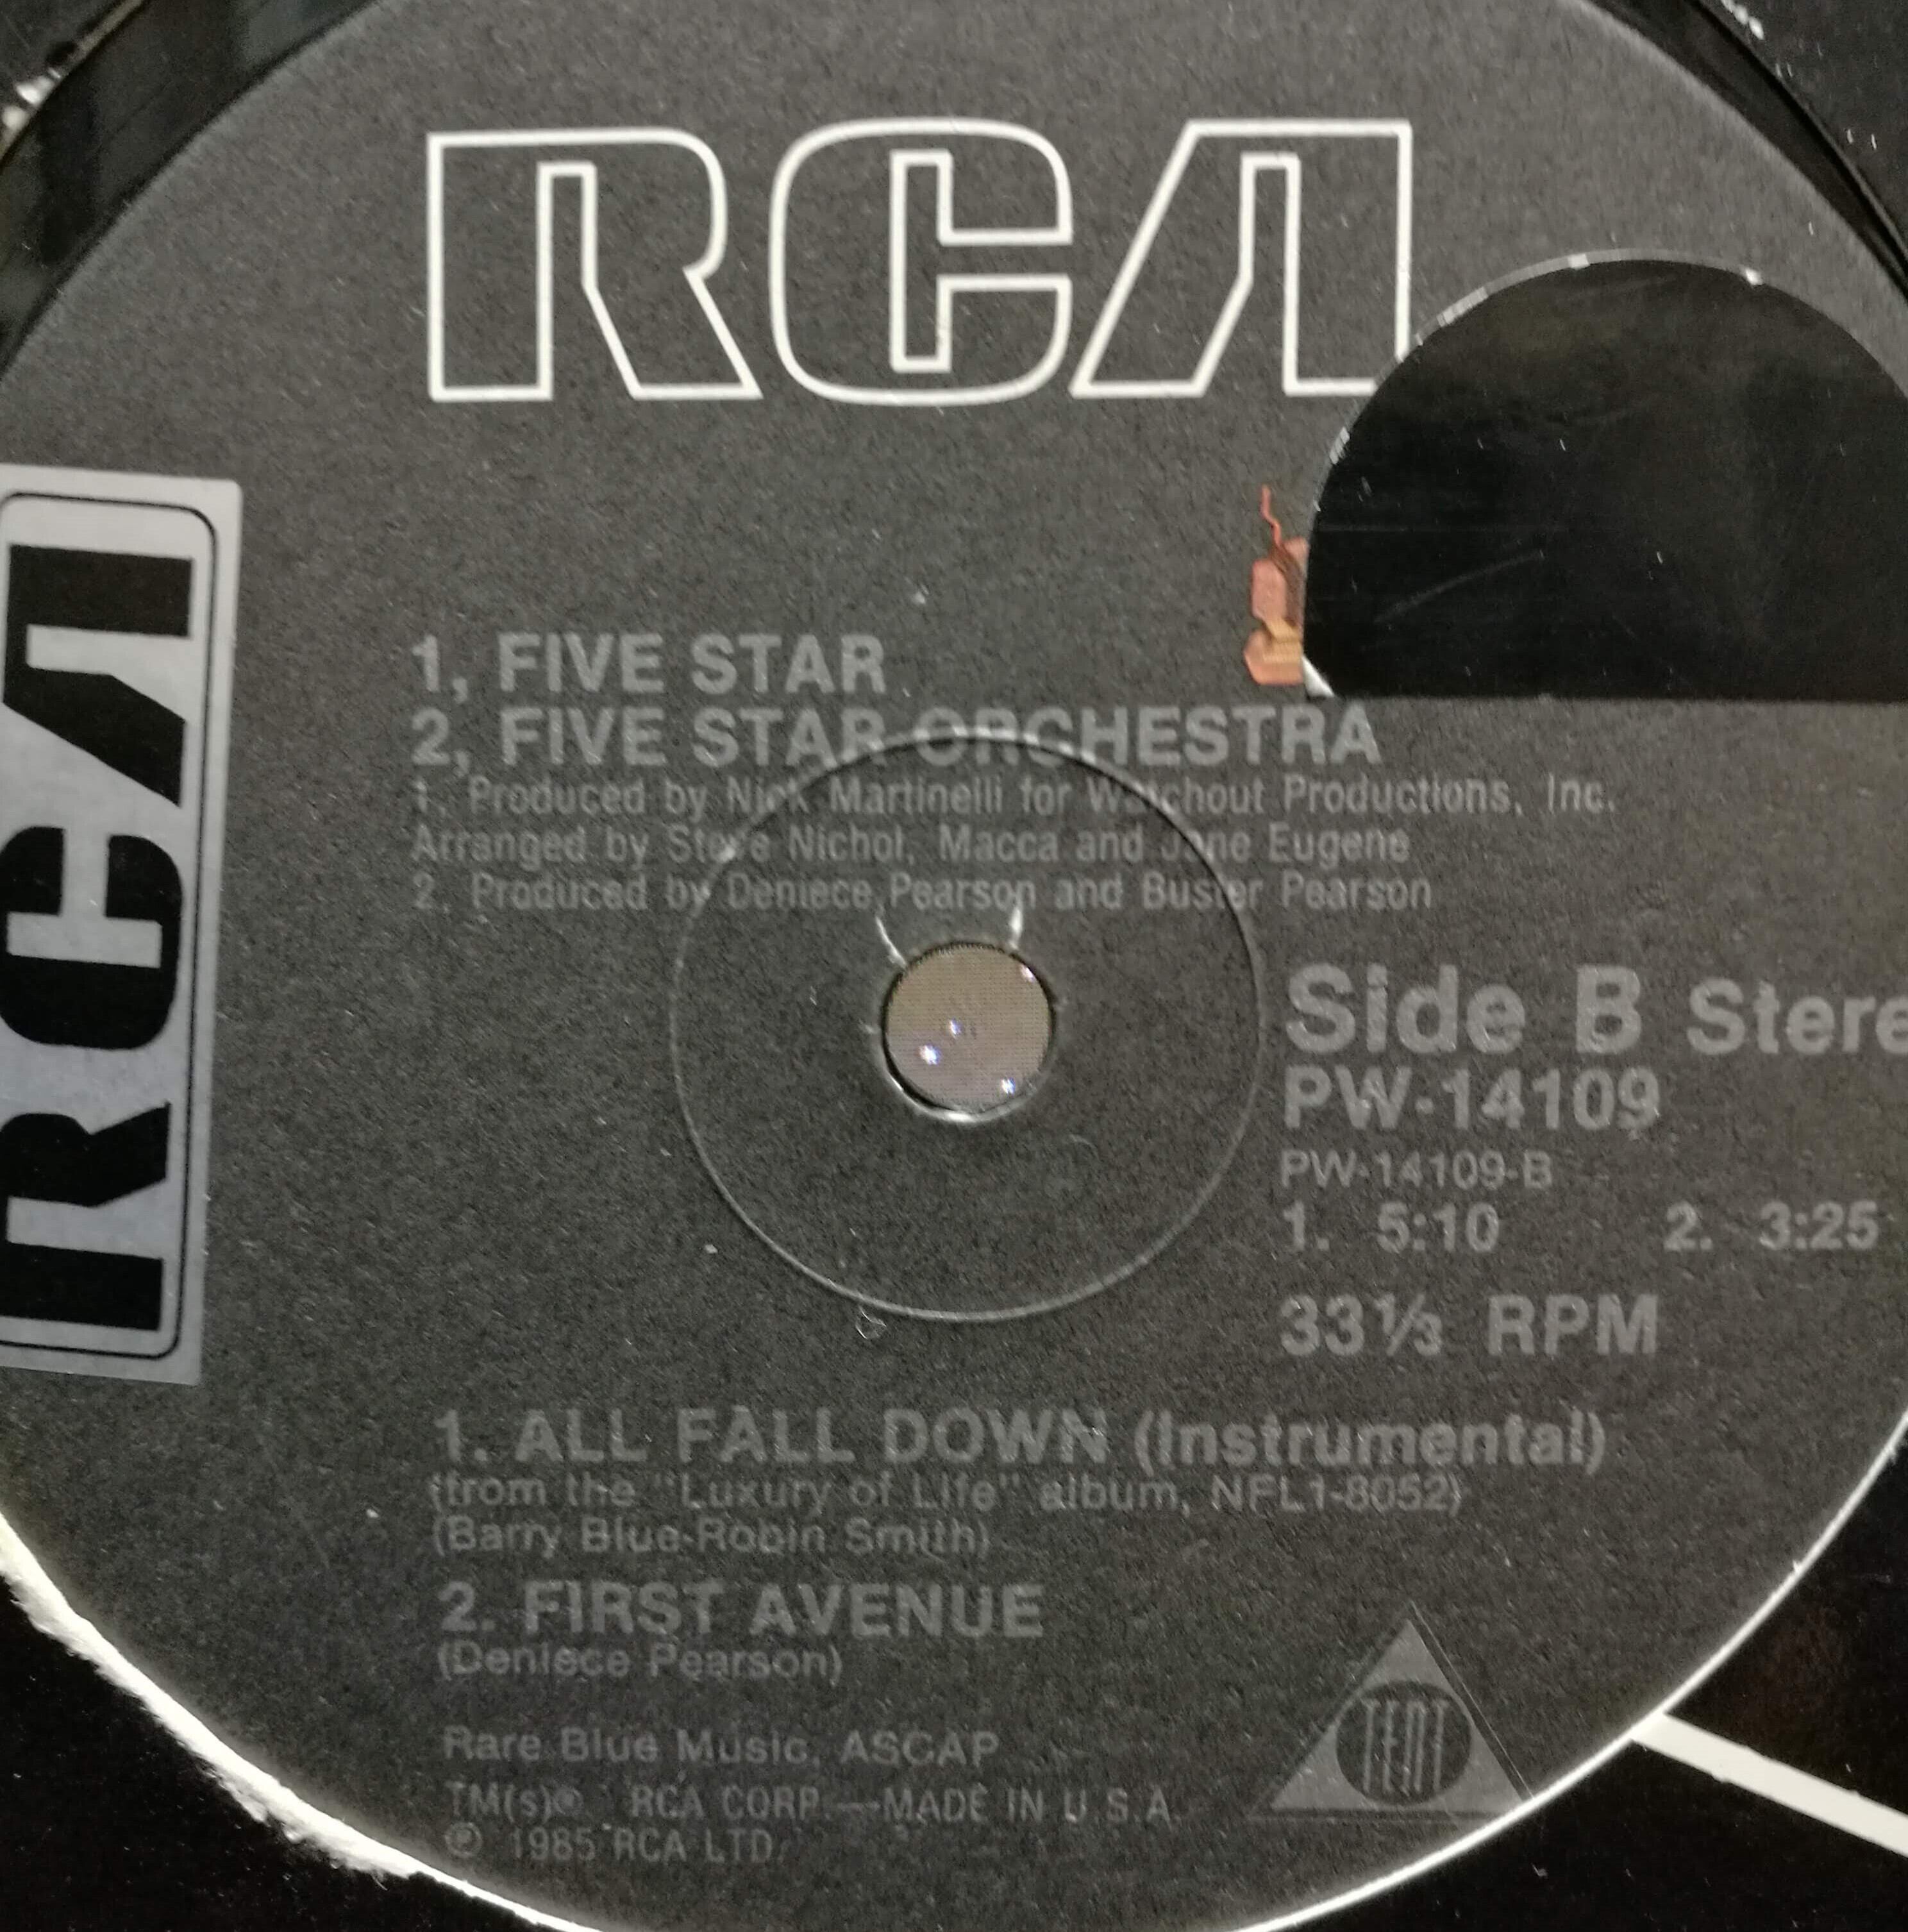 RCA
RCA
1, FIVE STAR
2, FIVE STAR ORCHESTRA
1. Produced by Nick Martinelli for Watchout Productions, Inc.
Arranged by Steve Nichol, Macca and Jane Eugene
2. Produced by Deniece Pearson and Buster Pearson
Side B Stere
PW-14109
PW-14109-B
1. 5:10 2. 3:25
33⅓ RPM
1. ALL FALL DOWN (Instrumental)
(from the "Luxury of Life" album, NFL1-8052)
(Barry Blue-Robin Smith)
2. FIRST AVENUE
(Deniece Pearson)
Rare Blue Music, ASCAP
TM(s)® RCA CORP.—MADE IN U.S.A.
℗ 1985 RCA LTD.
TENT